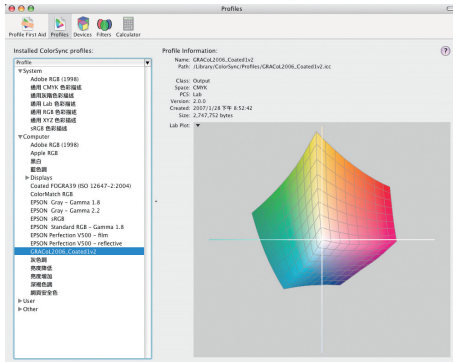 Profiles
Profile First Aid Profiles Devices Filters Calculator
Installed ColorSync profiles:
Profile
System
Adobe RGB (1998)
通用 CMYK 色彩描述
通用灰階色彩描述
通用 Lab 色彩描述
通用 RGB 色彩描述
通用 XYZ 色彩描述
sRGB 色彩描述
Computer
Adobe RGB (1998)
Apple RGB
黑白
藍色調
Displays
Coated FOGRA39 (ISO 12647-2:2004)
ColorMatch RGB
EPSON Gray - Gamma 1.8
EPSON Gray - Gamma 2.2
EPSON sRGB
EPSON Standard RGB - Gamma 1.8
EPSON Perfection V500 - film
EPSON Perfection V500 - reflective
GRACoL2006_Coated1v2
灰色調
亮度降低
亮度增加
深褐色調
網頁安全色
User
Other
Profile Information:
?
Name: GRACoL2006_Coated1v2
Path: /Library/ColorSync/Profiles/GRACoL2006_Coated1v2.icc
Class: Output
Space: CMYK
PCS: Lab
Version: 2.0.0
Created: 2007/1/28 下午 8:52:42
Size: 2,747,752 bytes
Lab Plot: